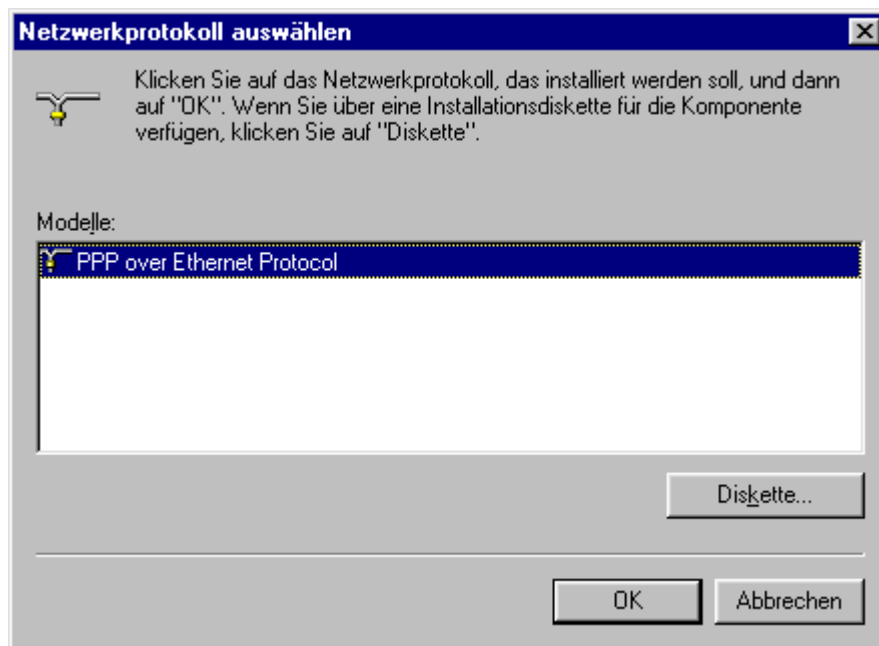 Netzwerkprotokoll auswählen
Klicken Sie auf das Netzwerkprotokoll, das installiert werden soll, und dann
auf "OK". Wenn Sie über eine Installationsdiskette für die Komponente
verfügen, klicken Sie auf "Diskette".
Modelle:
PPP over Ethernet Protocol
Diskette...
OK
Abbrechen